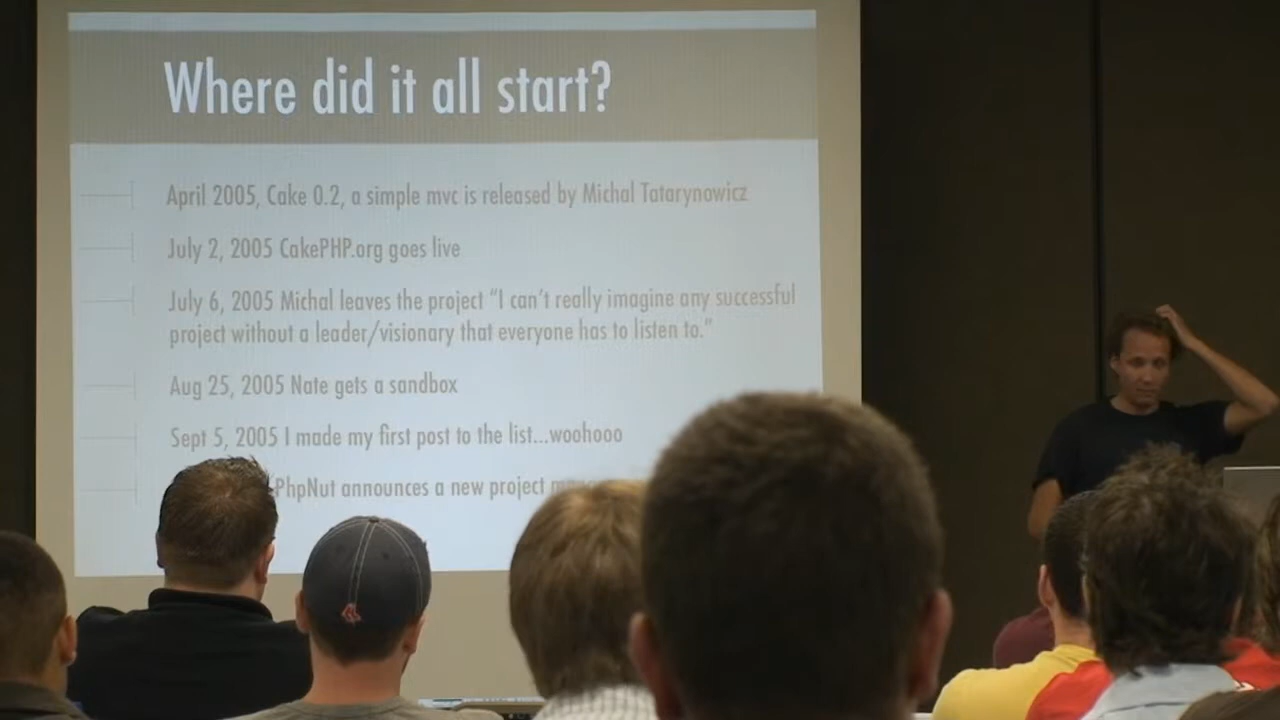 Where did it all start?
April 2005, Cake 0.2, a simple mvc is released by Michal Tatarynowicz
July 2, 2005 CakePHP.org goes live
July 6, 2005 Michal leaves the project “I can't really imagine any successful
project without a leader/visionary that everyone has to listen to.”
Aug 25, 2005 Nate gets a sandbox
Sept 5, 2005 I made my first post to the list...woohooo
PhpNut announces a new project